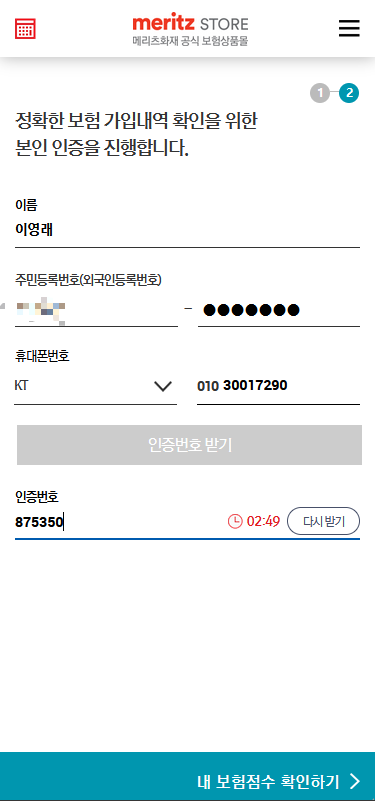 meritz STORE
메리츠화재 공식 보험상품몰
1 2
정확한 보험 가입내역 확인을 위한
본인 인증을 진행합니다.
이름
이영래
주민등록번호(외국인등록번호)
- ●●●●●●●
휴대폰번호
KT 010 30017290
인증번호 받기
인증번호
875350 02:49 다시 받기
내 보험점수 확인하기